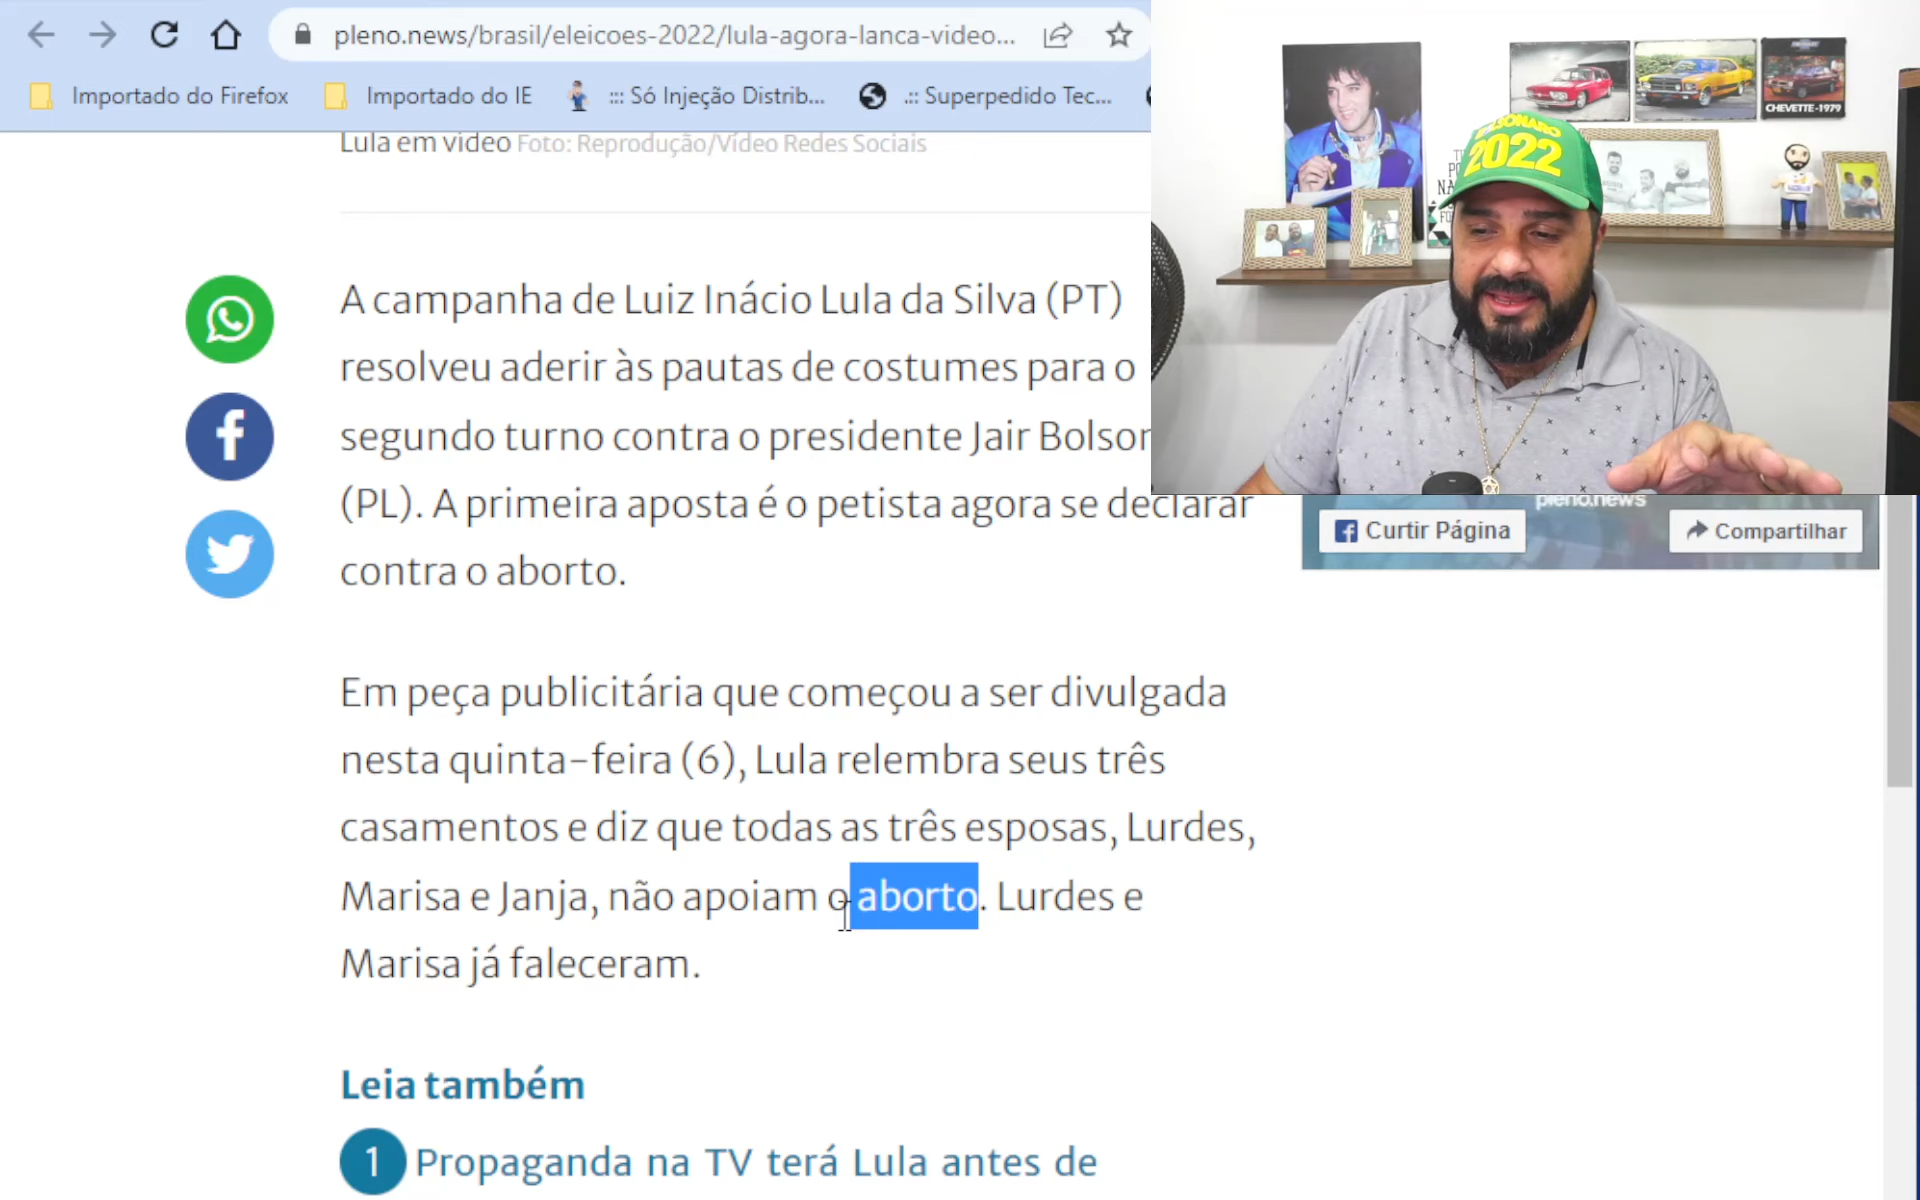 pleno.news/brasil/eleicoes-2022/lula-agora-lanca-video...
Importado do Firefox
Importado do IE
::: Só Injeção Distrib...
.:: Superpedido Tec...
Lula em vídeo Foto: Reprodução/Vídeo Redes Sociais
A campanha de Luiz Inácio Lula da Silva (PT)
resolveu aderir às pautas de costumes para o
segundo turno contra o presidente Jair Bolson
(PL). A primeira aposta é o petista agora se declarar
contra o aborto.
Em peça publicitária que começou a ser divulgada
nesta quinta-feira (6), Lula relembra seus três
casamentos e diz que todas as três esposas, Lurdes,
Marisa e Janja, não apoiam o aborto. Lurdes e
Marisa já faleceram.
Leia também
1 Propaganda na TV terá Lula antes de
CHEVETTE-1979
BOLSONARO
2022
pleno.news
Curtir Página
Compartilhar